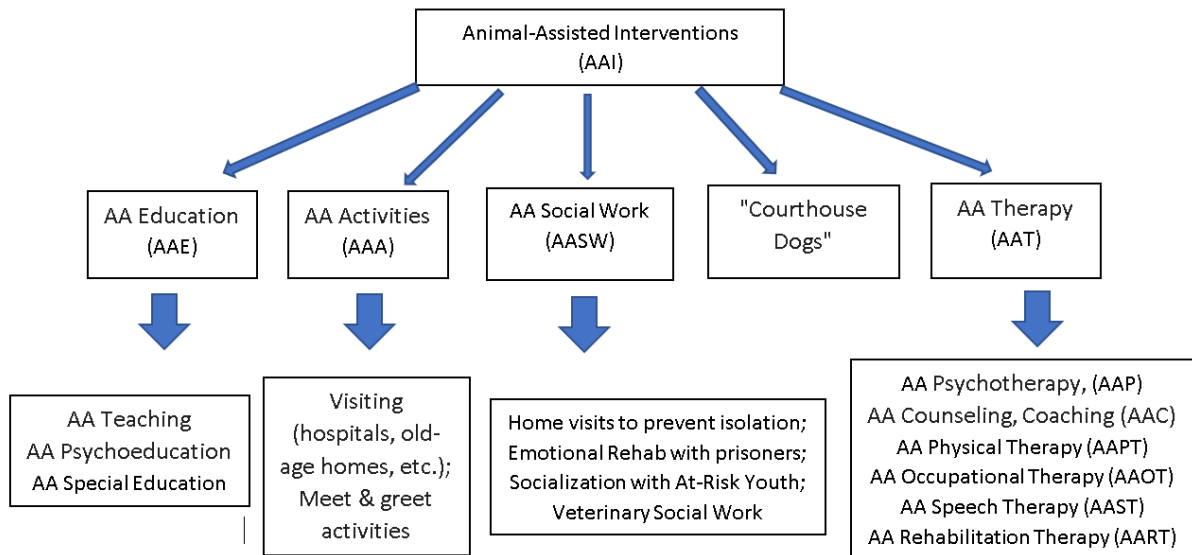 Animal-Assisted Interventions
(AAI)
AA Education
(AAE)
AA Activities
(AAA)
AA Social Work
(AASW)
"Courthouse
Dogs"
AA Therapy
(AAT)
AA Teaching
AA Psychoeducation
AA Special Education
Visiting
(hospitals, old-
age homes, etc.);
Meet & greet
activities
Home visits to prevent isolation;
Emotional Rehab with prisoners;
Socialization with At-Risk Youth;
Veterinary Social Work
AA Psychotherapy, (AAP)
AA Counseling, Coaching (AAC)
AA Physical Therapy (AAPT)
AA Occupational Therapy (AAOT)
AA Speech Therapy (AAST)
AA Rehabilitation Therapy (AART)